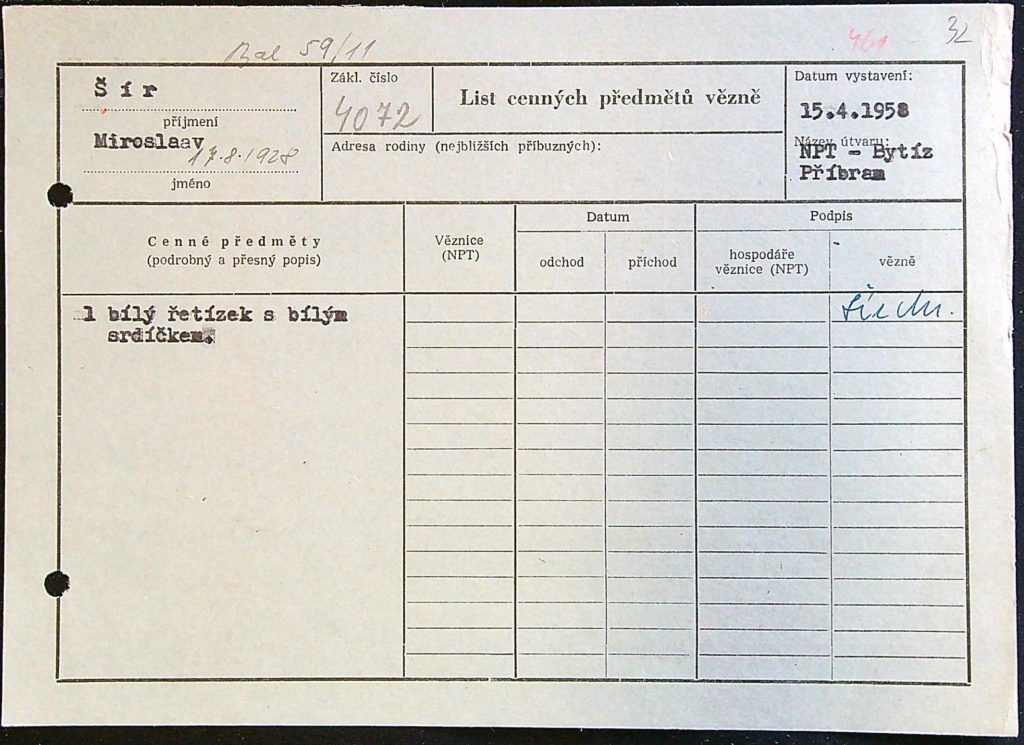 Bal 59/11
461
32
Šír
příjmení
Miroslaav
17.8.1928
jméno
Zákl. číslo
4072
List cenných předmětů vězně
Adresa rodiny (nejbližších příbuzných):
Datum vystavení:
15.4.1958
Název útvaru:
NPT - Bytíz
Příbram
Cenné předměty
(podrobný a přesný popis)
Věznice
(NPT)
Datum
odchod
příchod
Podpis
hospodáře
věznice (NPT)
vězně
1 bílý řetízek s bílým
srdíčkem.